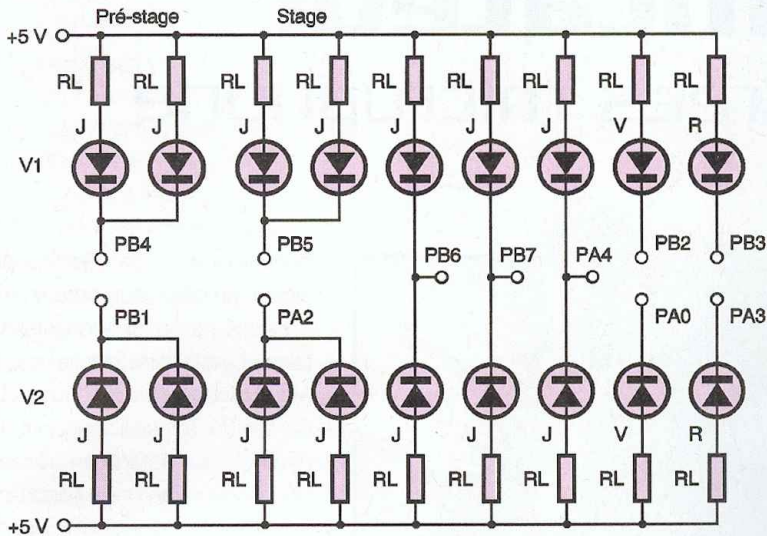 Pré-stage Stage
+5 V
RL RL RL RL RL RL RL RL RL
J J J J J J J V R
V1
PB4 PB5 PB2 PB3
PB6 PB7 PA4
PB1 PA2 PA0 PA3
V2
J J J J J J J V R
RL RL RL RL RL RL RL RL RL
+5 V